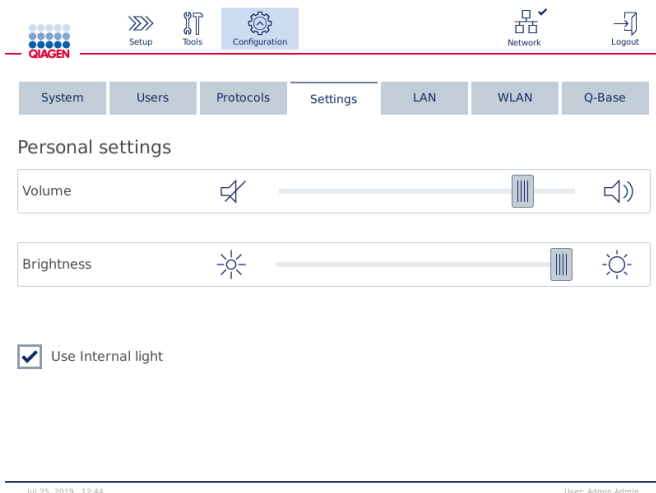 QIAGEN
Setup
Tools
Configuration
Network
Logout
System Users Protocols Settings LAN WLAN Q-Base
Personal settings
Volume
Brightness
Use Internal light
Jul 25, 2019 12:44 User: Admin Admin